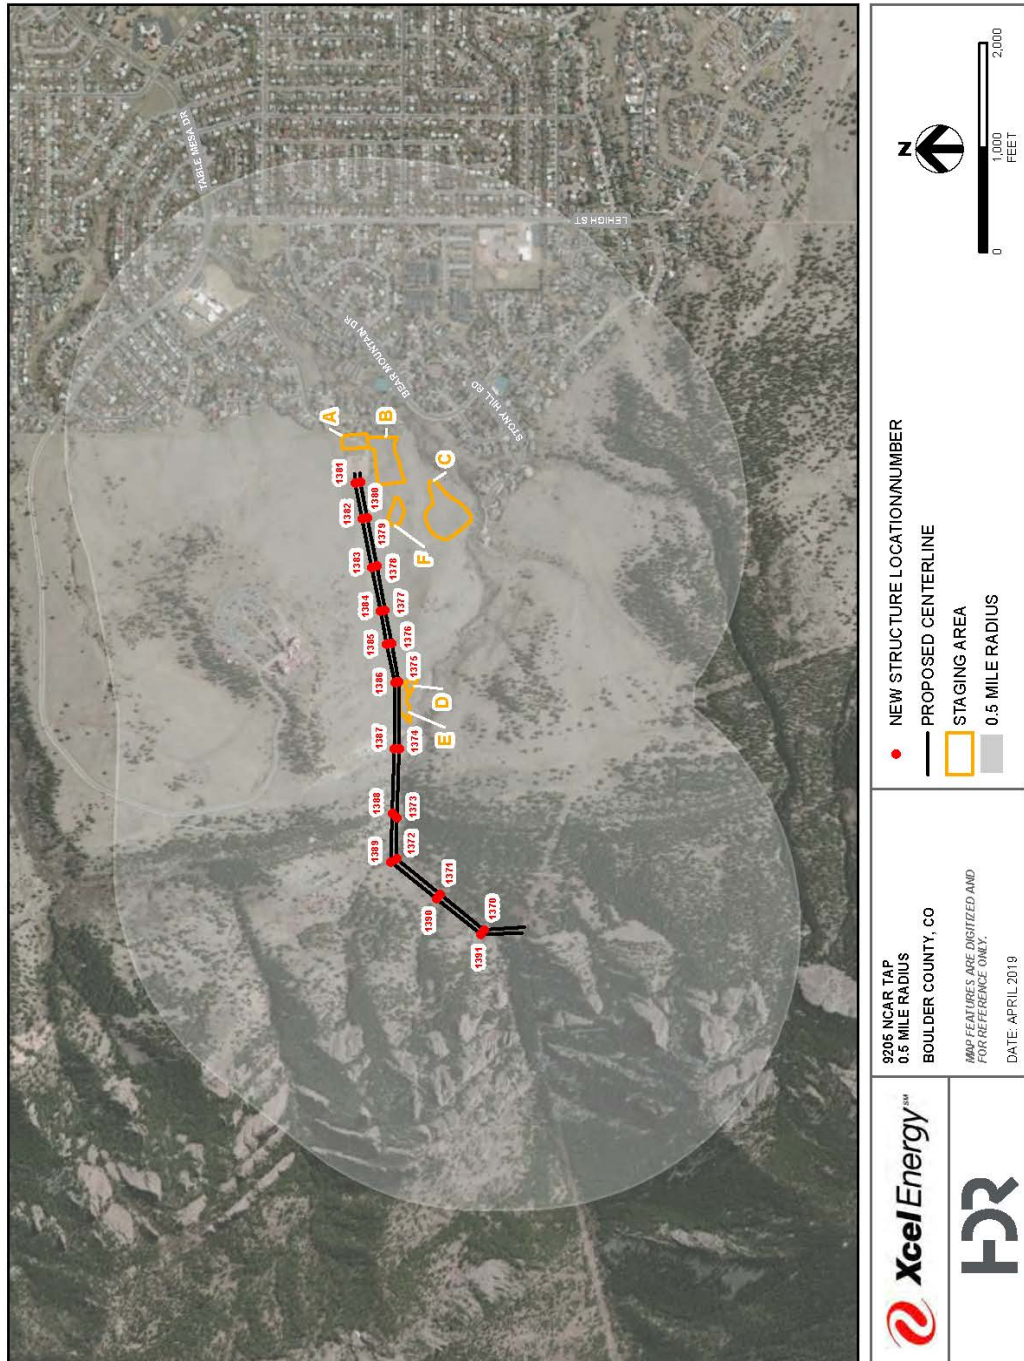 TABLE MESA DR
LEHIGH ST
BEAR MOUNTAIN DR
STONY HILL RD
A
B
C
D
E
F
1381
1382
1383
1384
1385
1386
1387
1388
1389
1390
1391
1380
1379
1378
1377
1376
1375
1374
1373
1372
1371
1370
Xcel Energy℠
HDR
9205 NCAR TAP
0.5 MILE RADIUS
BOULDER COUNTY, CO
MAP FEATURES ARE DIGITIZED AND
FOR REFERENCE ONLY.
DATE: APRIL 2019
NEW STRUCTURE LOCATION/NUMBER
PROPOSED CENTERLINE
STAGING AREA
0.5 MILE RADIUS
N
0 1,000 2,000
FEET